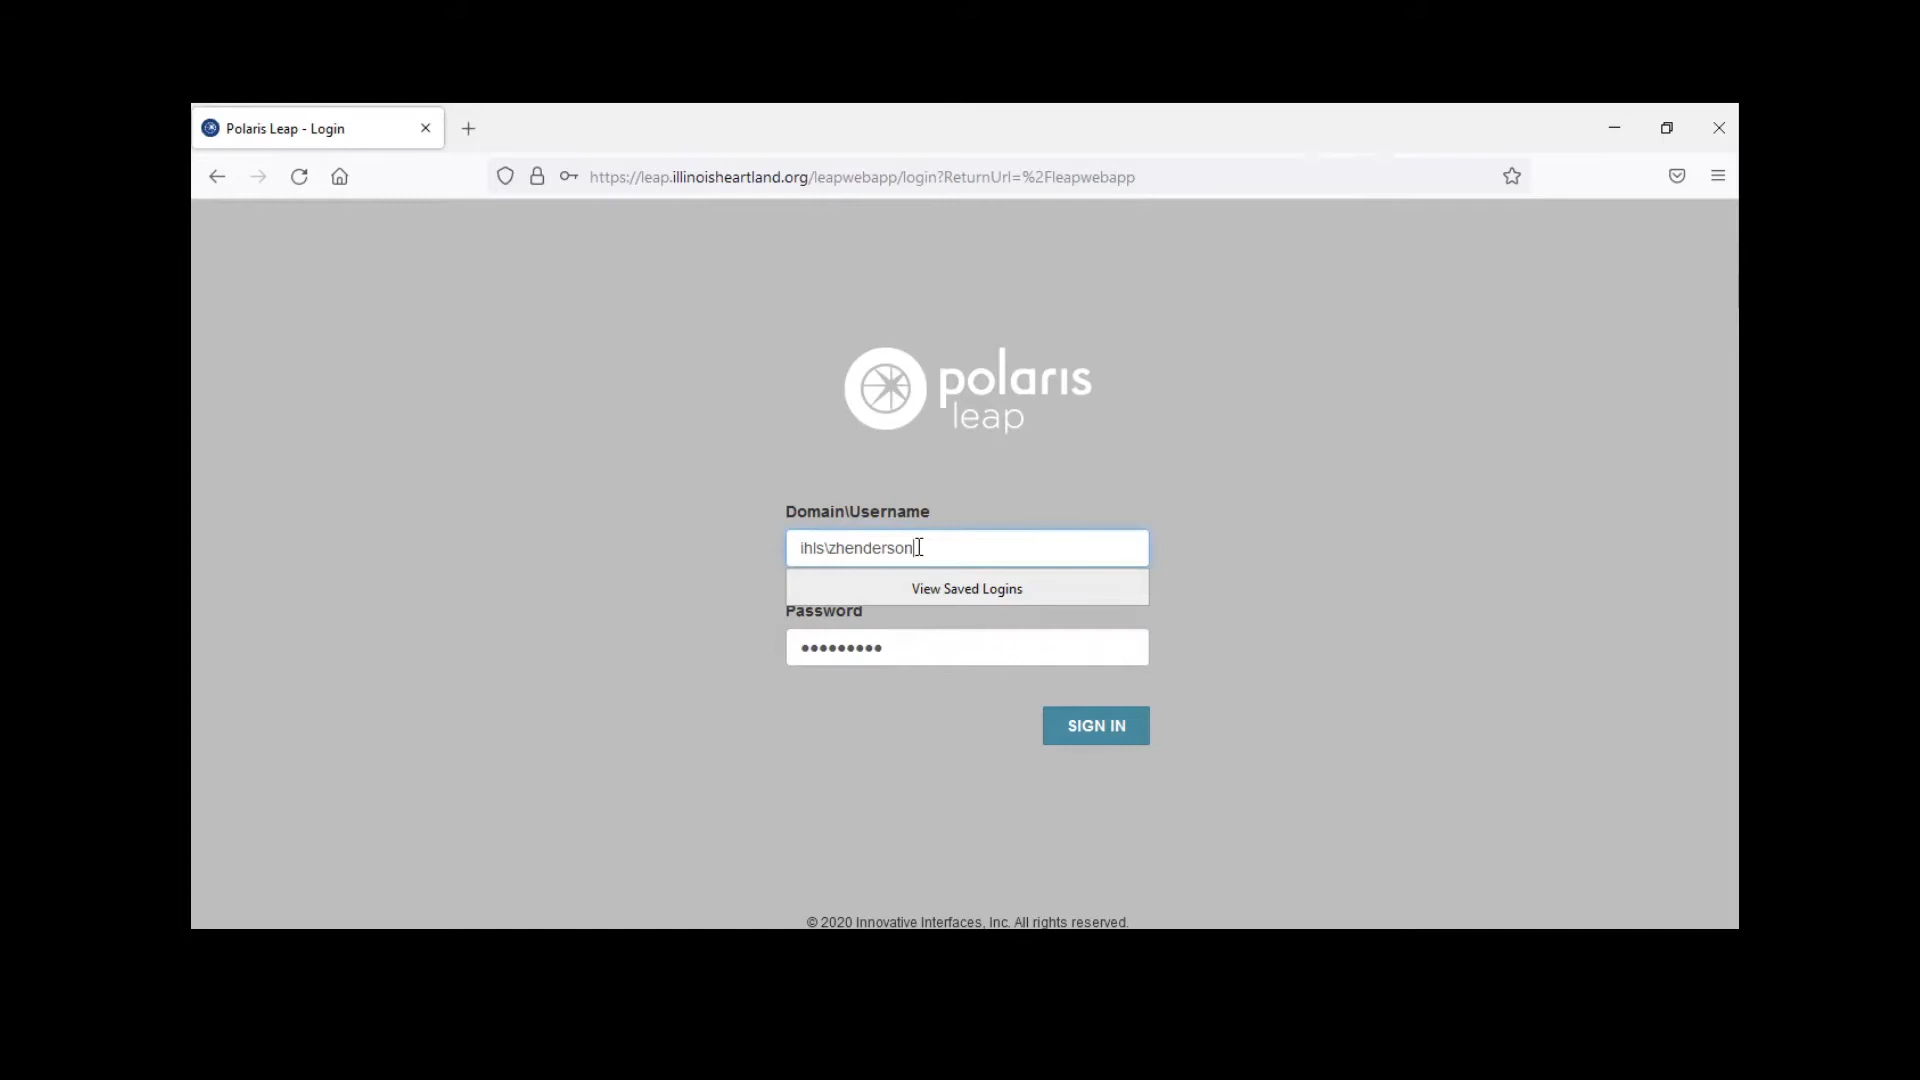 Polaris Leap - Login
https://leap.illinoisheartland.org/leapwebapp/login?ReturnUrl=%2Fleapwebapp
polaris
leap
Domain\Username
ihls\zhenderson
View Saved Logins
Password
•••••••••
SIGN IN
© 2020 Innovative Interfaces, Inc. All rights reserved.